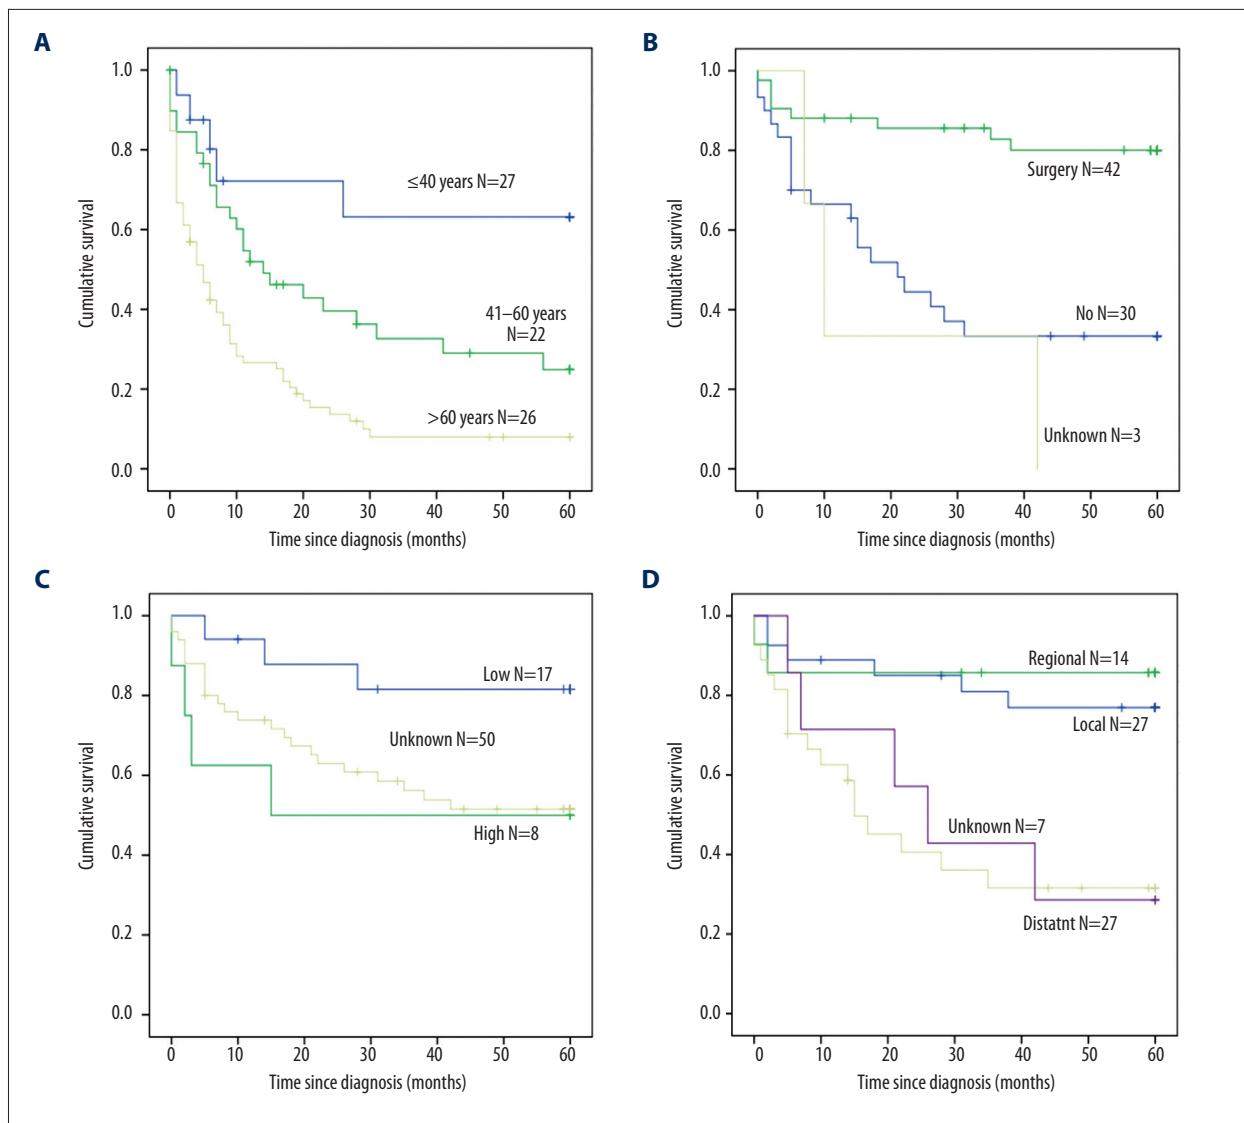 A
1.0
0.8
0.6
0.4
0.2
0.0
Cumulative survival
≤40 years N=27
41–60 years
N=22
>60 years N=26
0 10 20 30 40 50 60
Time since diagnosis (months)
B
1.0
0.8
0.6
0.4
0.2
0.0
Cumulative survival
Surgery N=42
No N=30
Unknown N=3
0 10 20 30 40 50 60
Time since diagnosis (months)
C
1.0
0.8
0.6
0.4
0.2
0.0
Cumulative survival
Low N=17
Unknown N=50
High N=8
0 10 20 30 40 50 60
Time since diagnosis (months)
D
1.0
0.8
0.6
0.4
0.2
0.0
Cumulative survival
Regional N=14
Local N=27
Unknown N=7
Distatnt N=27
0 10 20 30 40 50 60
Time since diagnosis (months)